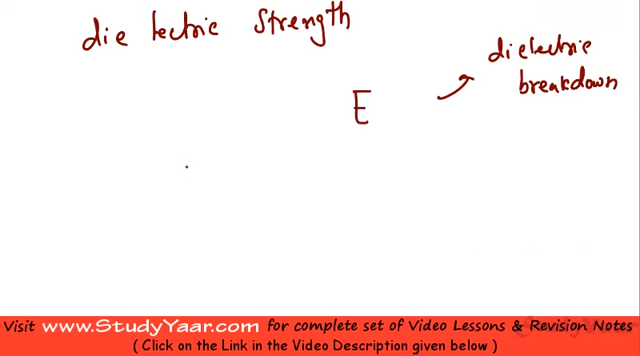 die lectric Strength
dielectric
breakdown
E
Visit www.StudyYaar.com for complete set of Video Lessons & Revision Notes
( Click on the Link in the Video Description given below )